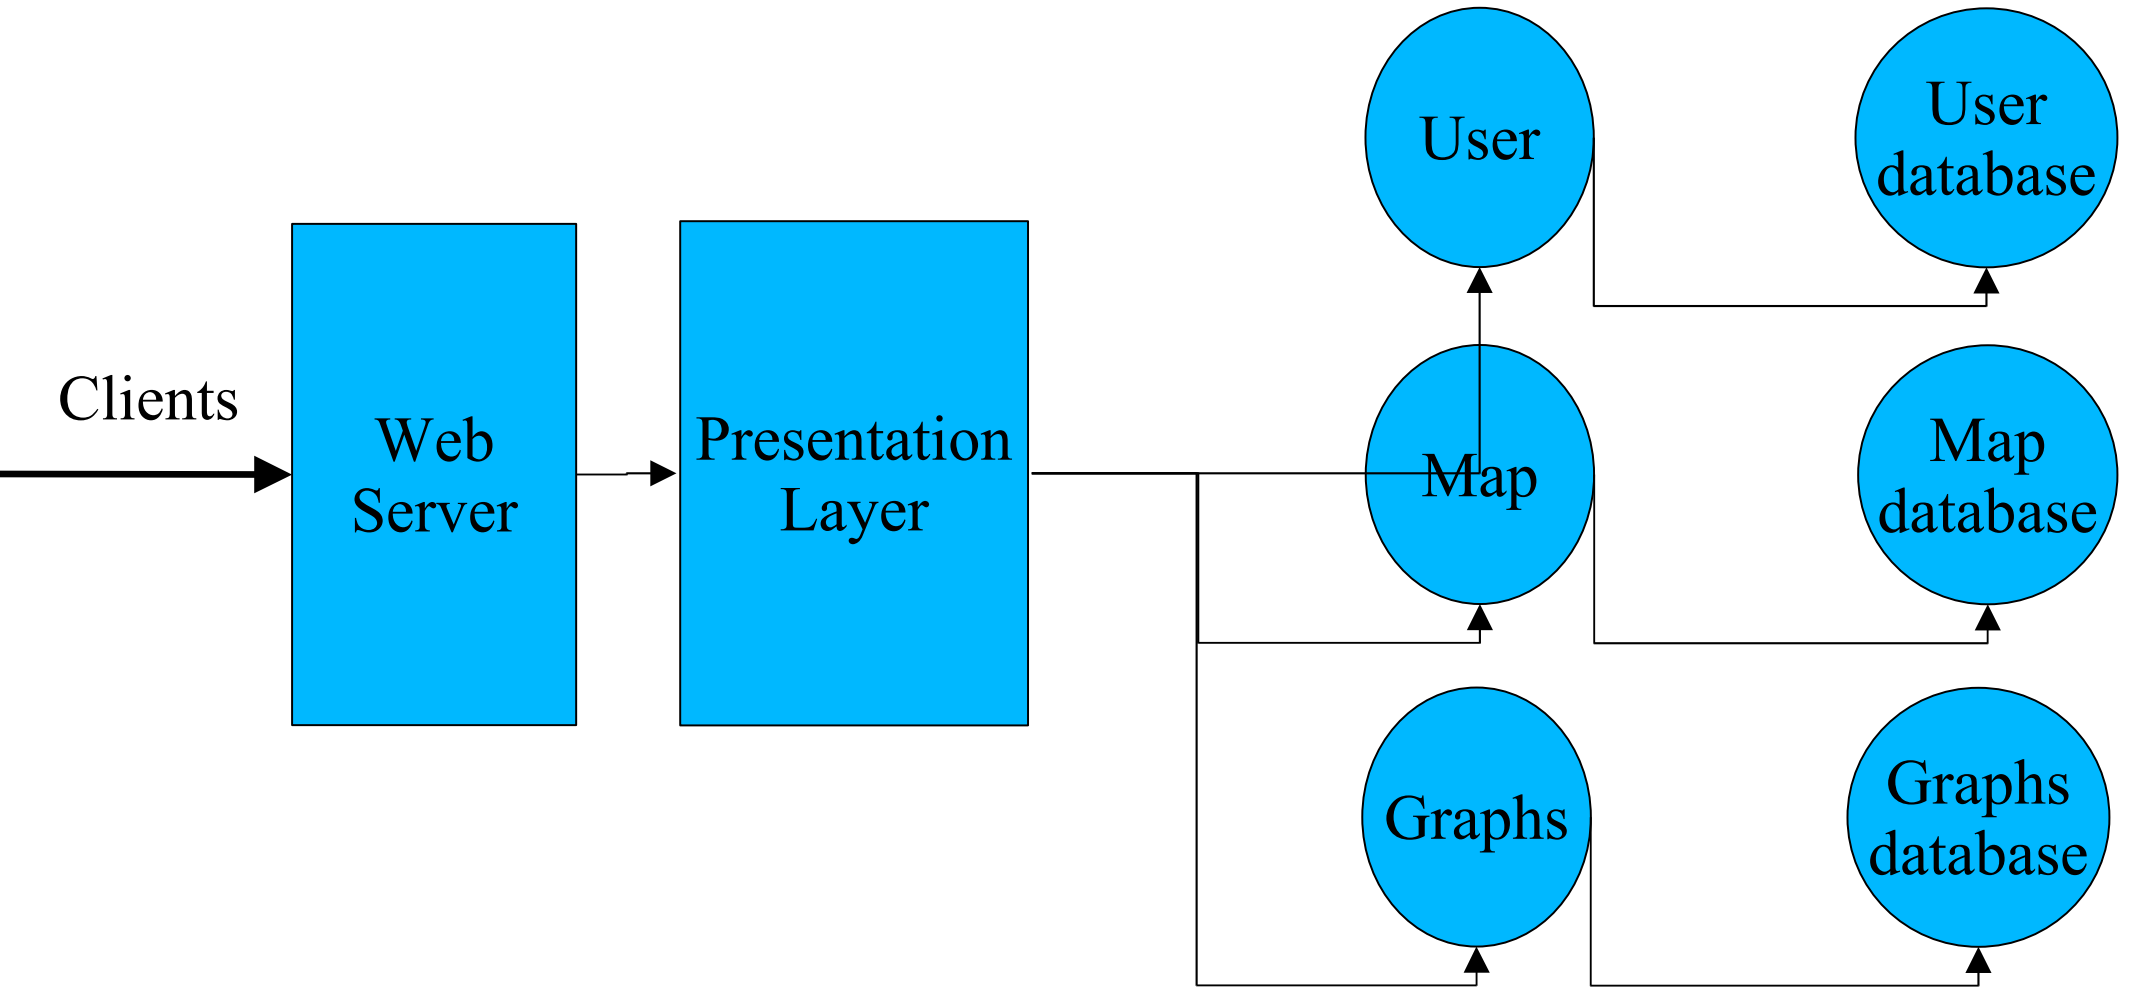 Clients
Web
Server
Presentation
Layer
User
User
database
Map
Map
database
Graphs
Graphs
database